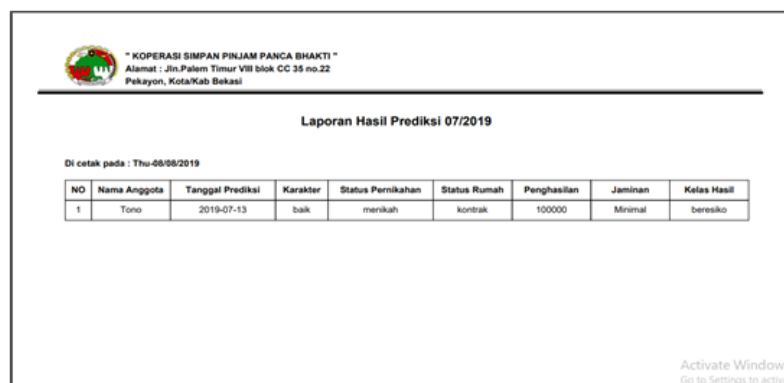 " KOPERASI SIMPAN PINJAM PANCA BHAKTI "
Alamat : Jln.Palem Timur VIII blok CC 35 no.22
Pekayon, Kota/Kab Bekasi
Laporan Hasil Prediksi 07/2019
Di cetak pada : Thu-08/08/2019
NO Nama Anggota Tanggal Prediksi Karakter Status Pernikahan Status Rumah Penghasilan Jaminan Kelas Hasil
1 Tono 2019-07-13 baik menikah kontrak 100000 Minimal beresiko
Activate Window
Go to Settings to activ